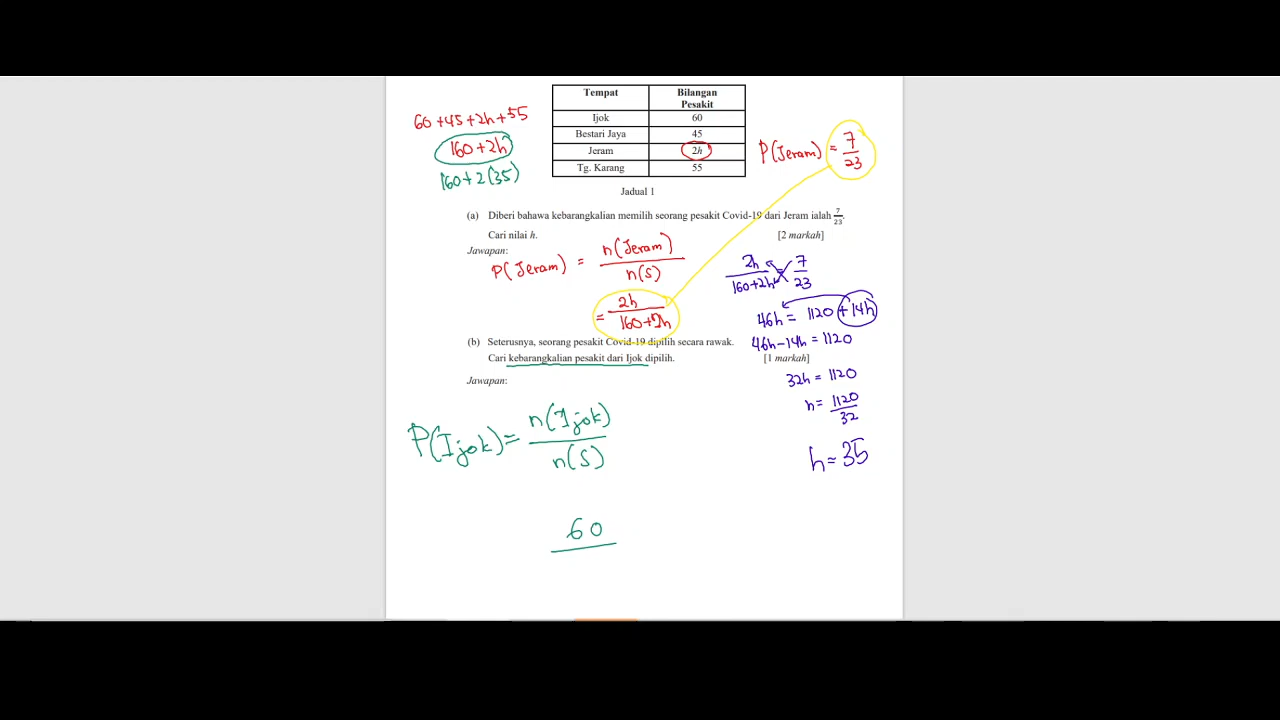 Tempat Bilangan Pesakit
Ijok 60
Bestari Jaya 45
Jeram 2h
Tg. Karang 55
Jadual 1
60+45+2h+55
160+2h
160+2(35)
P(Jeram) = 7/23
(a) Diberi bahawa kebarangkalian memilih seorang pesakit Covid-19 dari Jeram ialah 7/23.
Cari nilai h. [2 markah]
Jawapan:
P(Jeram) = n(Jeram)/n(S)
= 2h/160+2h
2h/160+2h = 7/23
46h = 1120+14h
46h-14h = 1120
32h = 1120
h = 1120/32
h = 35
(b) Seterusnya, seorang pesakit Covid-19 dipilih secara rawak.
Cari kebarangkalian pesakit dari Ijok dipilih. [1 markah]
Jawapan:
P(Ijok) = n(Ijok)/n(S)
60